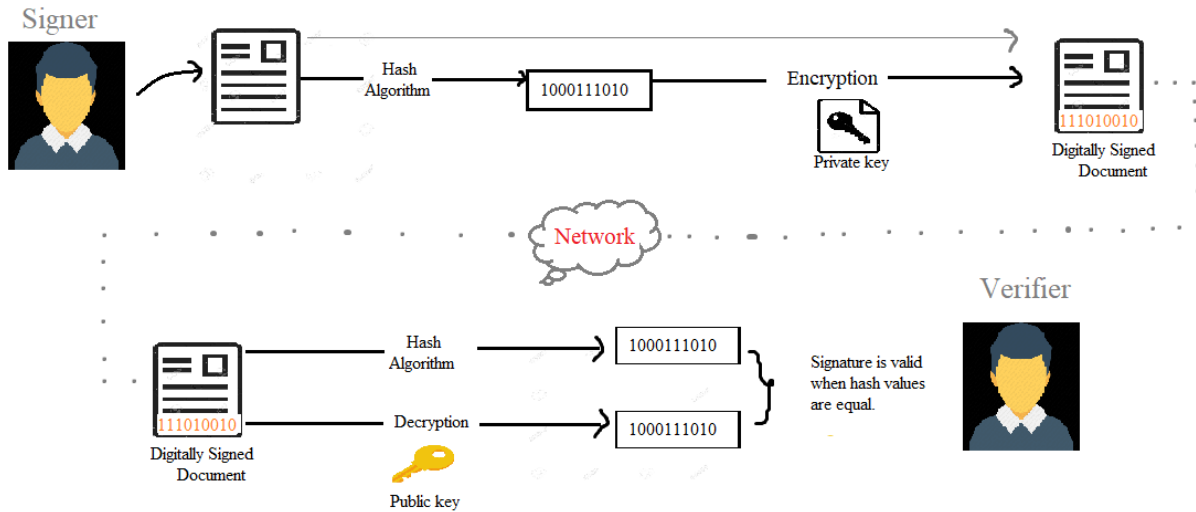 Signer
Hash
Algorithm
1000111010
Encryption
Private key
111010010
Digitally Signed
Document
Network
Verifier
Hash
Algorithm
1000111010
Signature is valid
when hash values
are equal.
111010010
Decryption
1000111010
Digitally Signed
Document
Public key